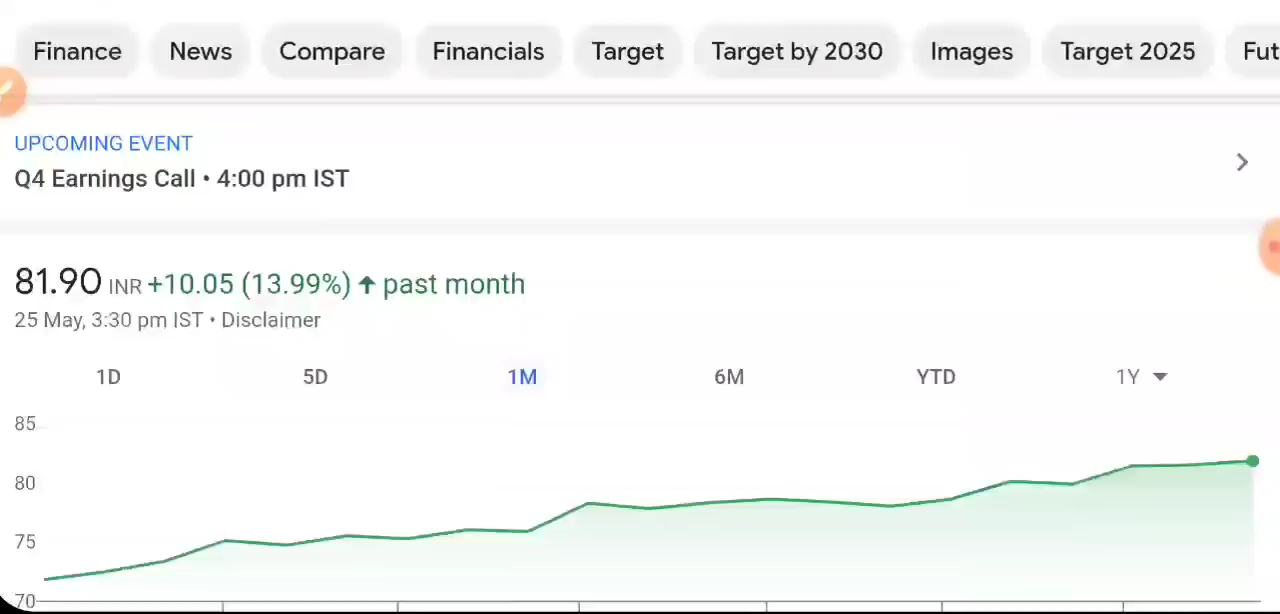 Finance News Compare Financials Target Target by 2030 Images Target 2025 Fut
UPCOMING EVENT
Q4 Earnings Call • 4:00 pm IST
81.90 INR +10.05 (13.99%) ↑ past month
25 May, 3:30 pm IST • Disclaimer
1D 5D 1M 6M YTD 1Y
85
80
75
70